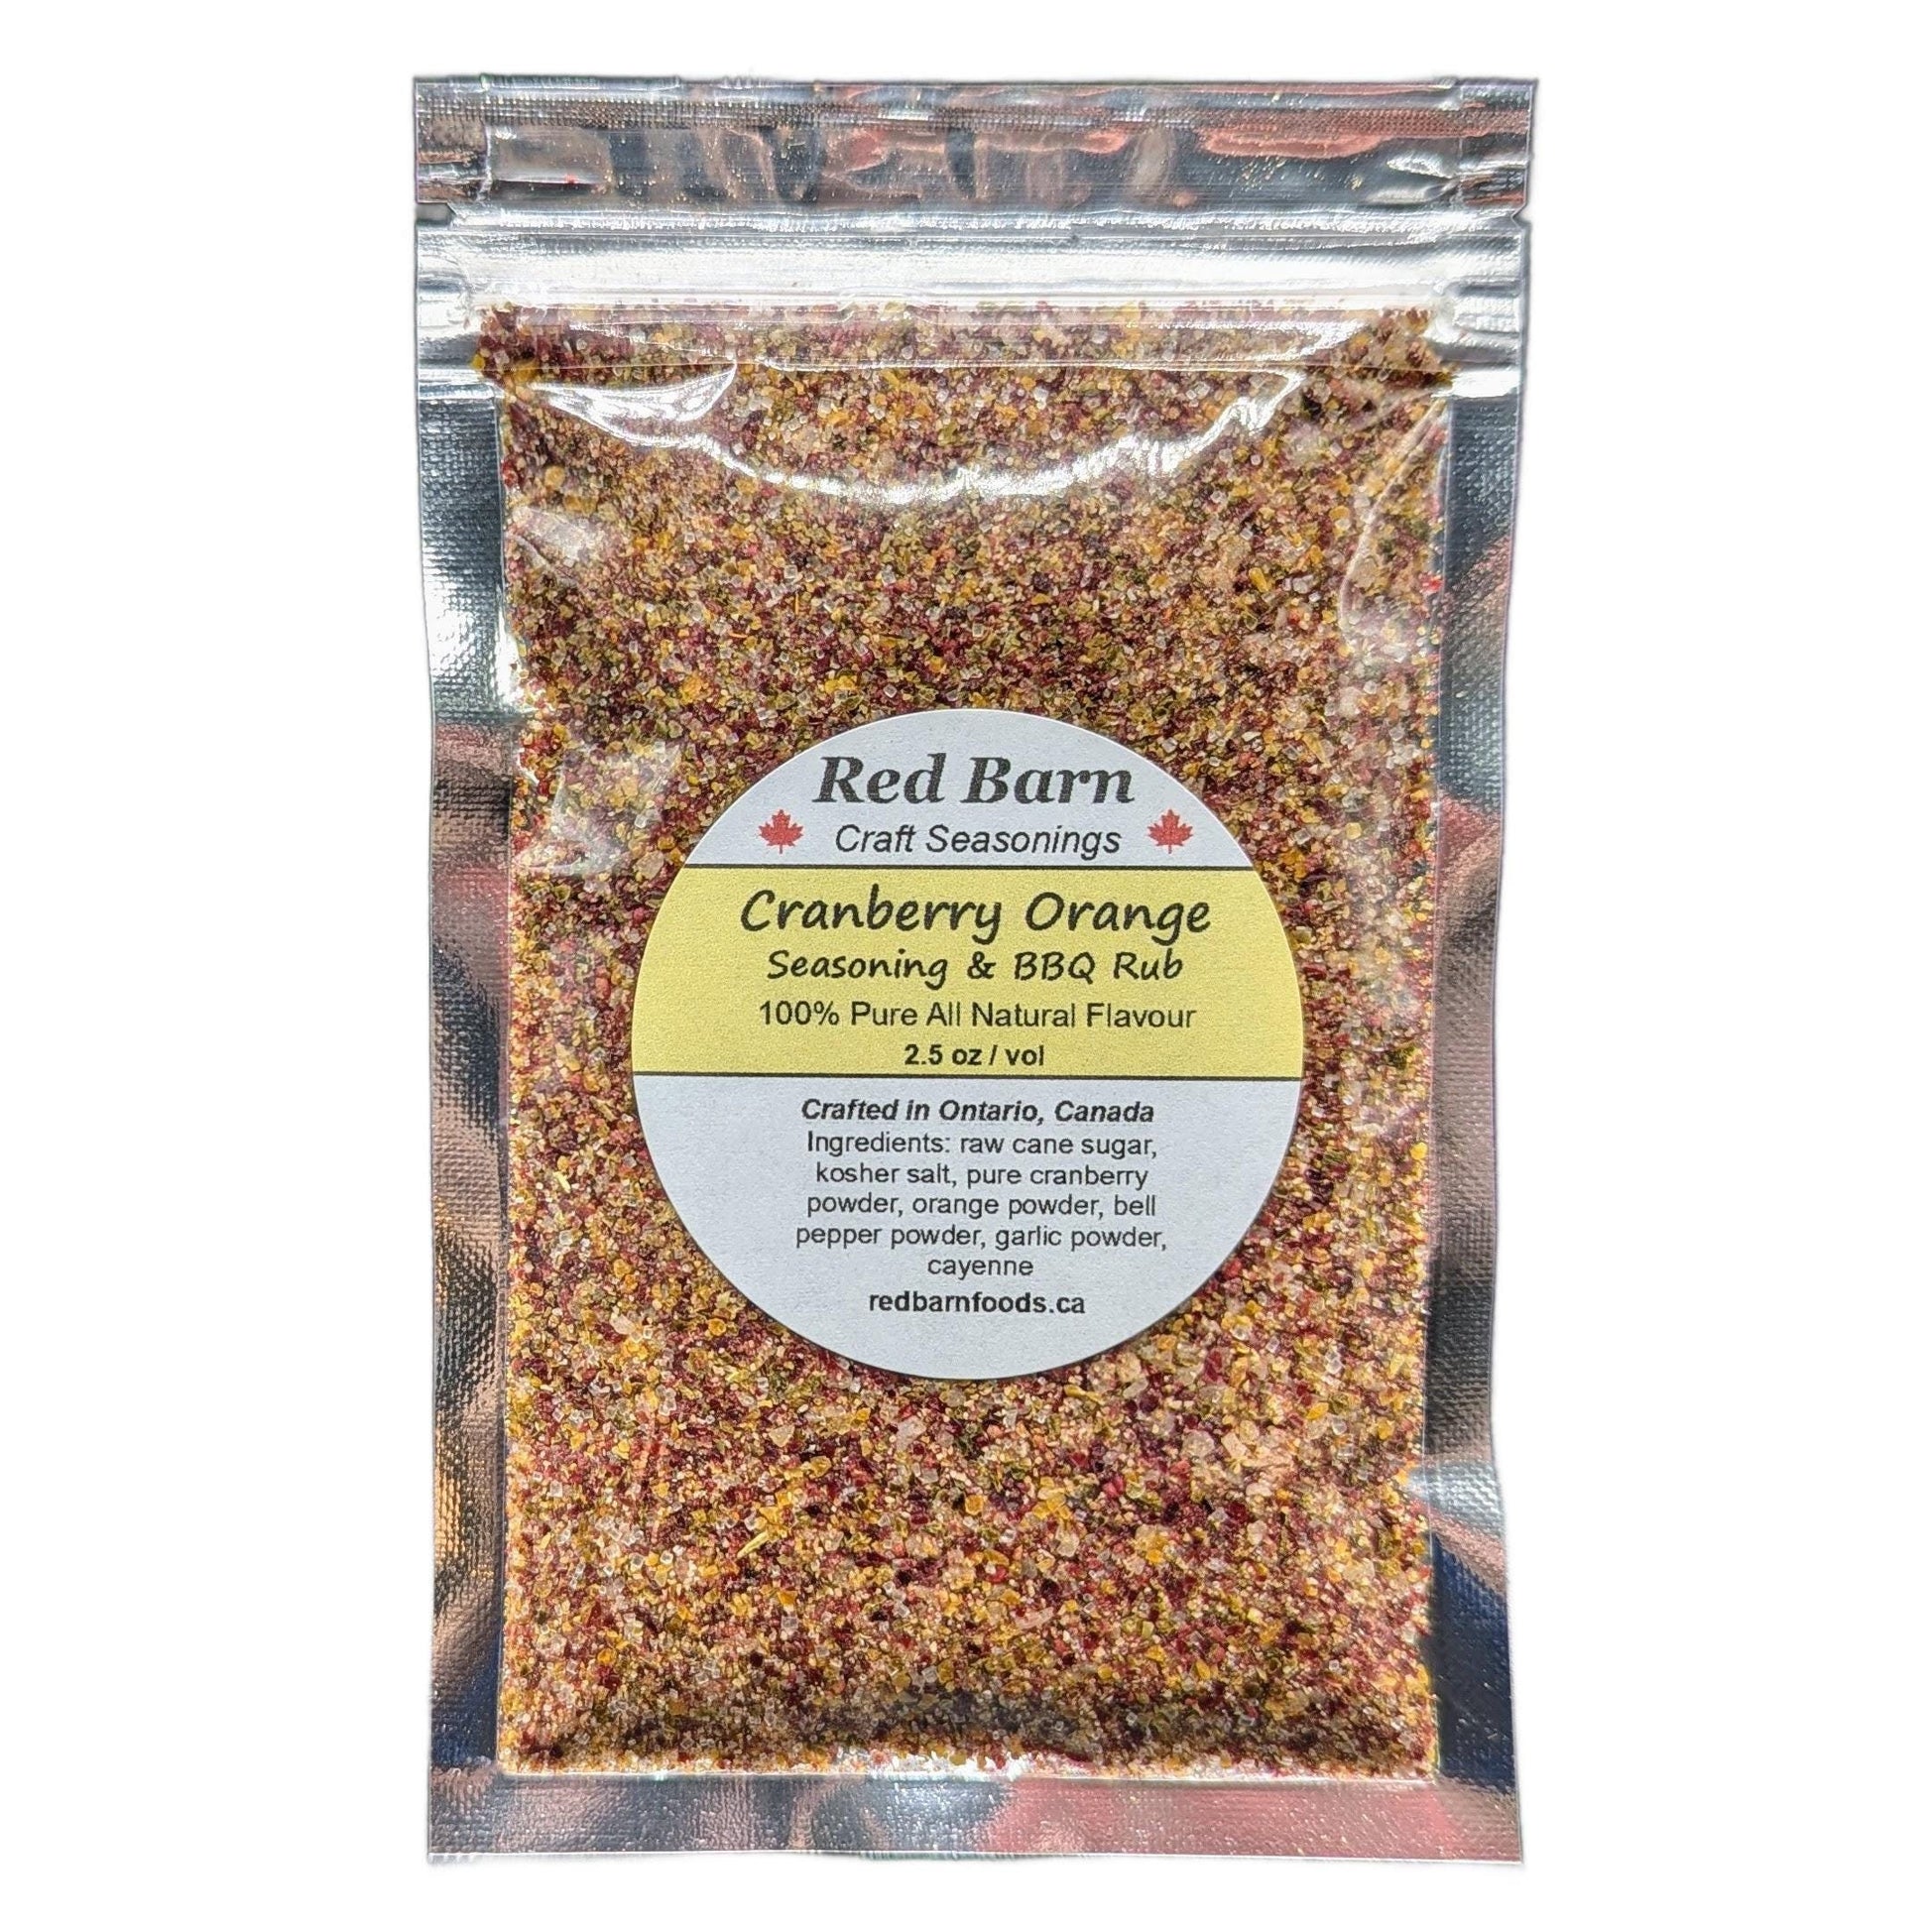 Red Barn
Craft Seasonings
Cranberry Orange
Seasoning & BBQ Rub
100% Pure All Natural Flavour
2.5 oz / vol
Crafted in Ontario, Canada
Ingredients: raw cane sugar,
kosher salt, pure cranberry
powder, orange powder, bell
pepper powder, garlic powder,
cayenne
redbarnfoods.ca